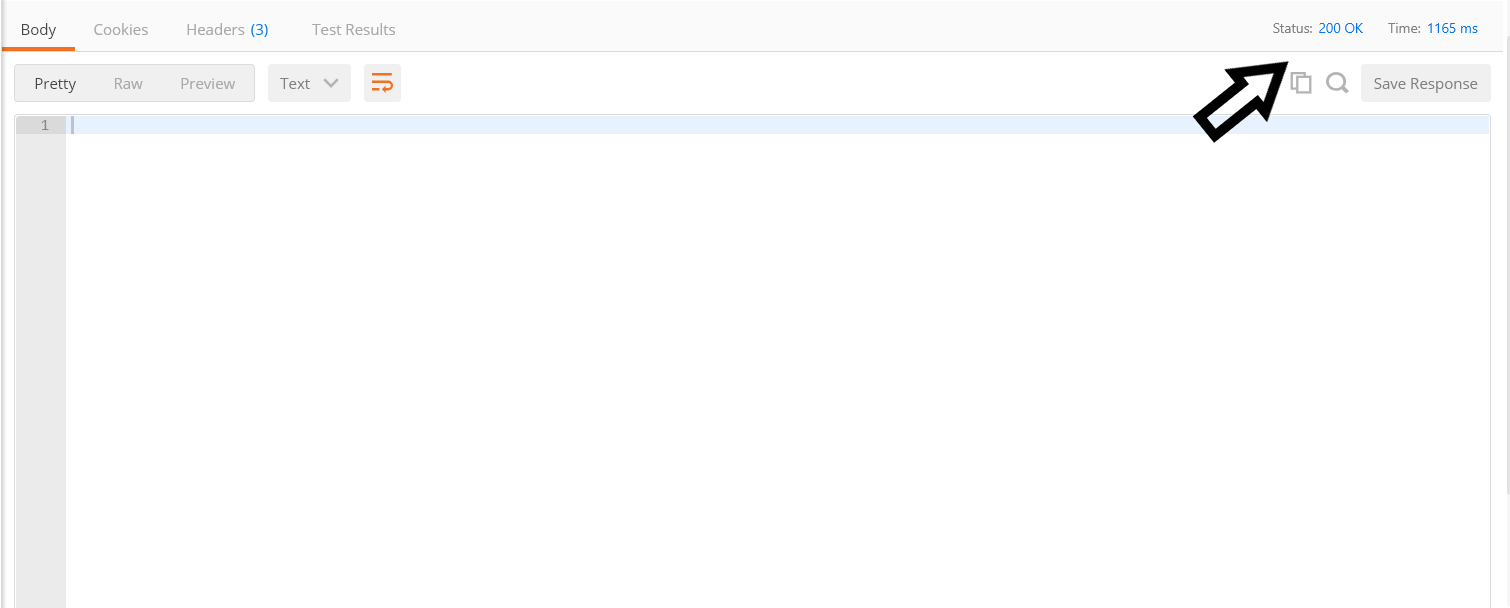 Body Cookies Headers (3) Test Results Status: 200 OK Time: 1165 ms
Pretty Raw Preview Text Save Response
1